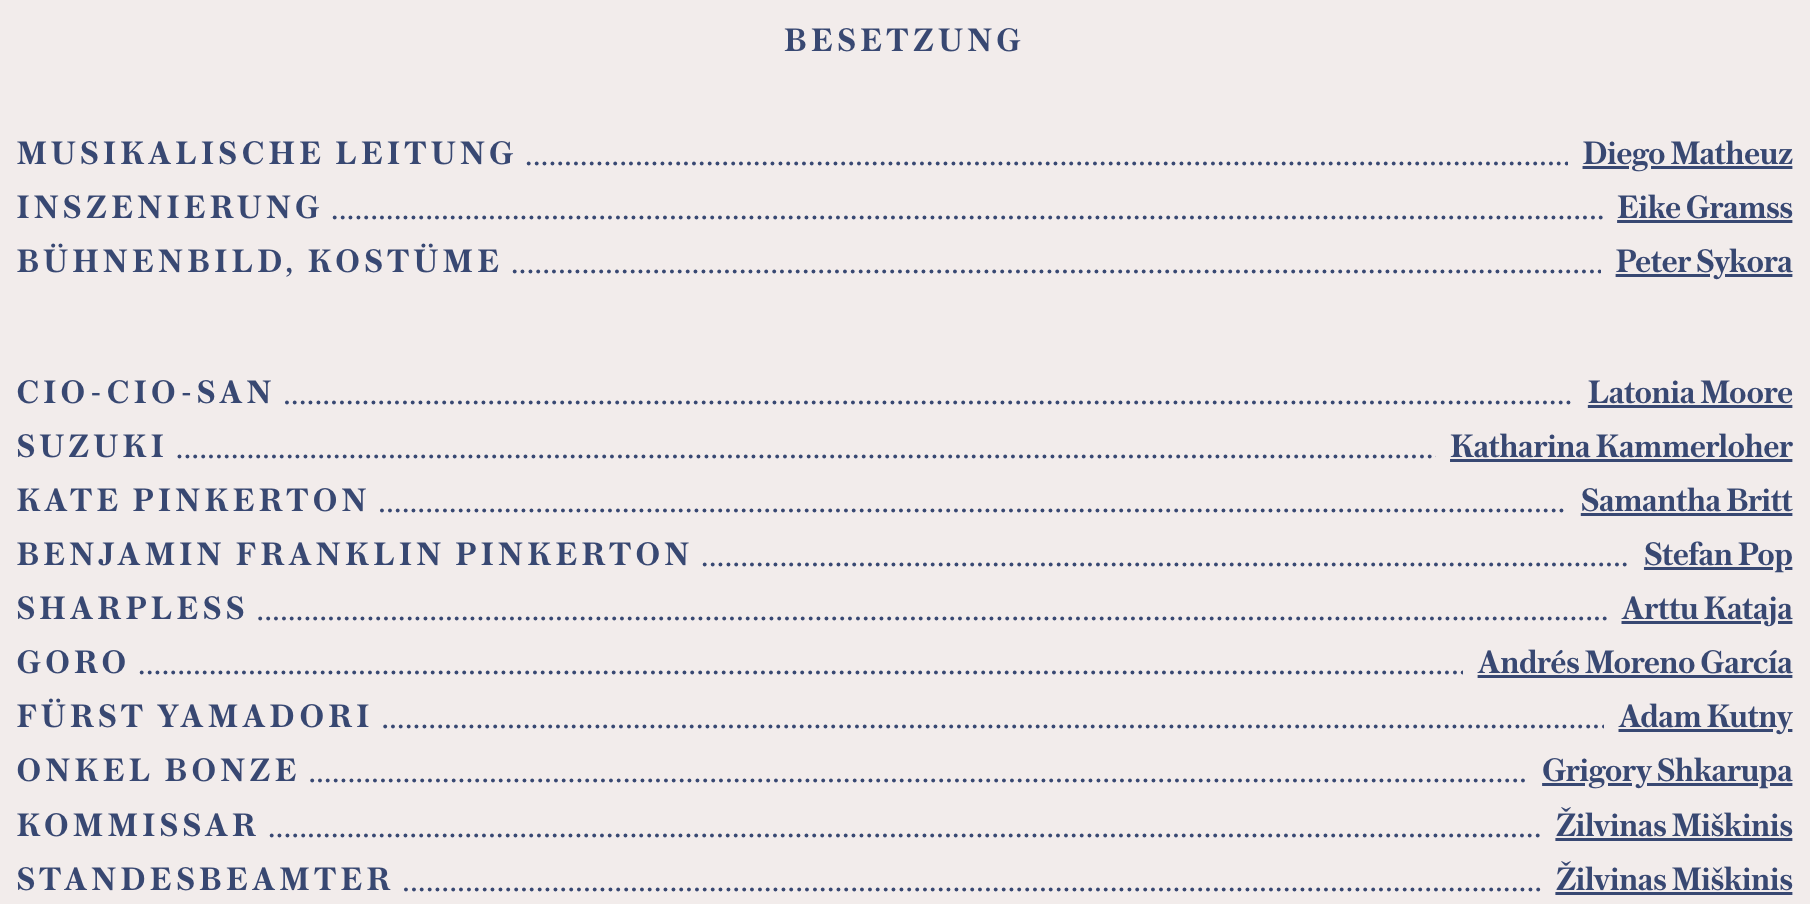 BESETZUNG
MUSIKALISCHE LEITUNG Diego Matheuz
INSZENIERUNG Eike Gramss
BÜHNENBILD, KOSTÜME Peter Sykora
CIO-CIO-SAN Latonia Moore
SUZUKI Katharina Kammerloher
KATE PINKERTON Samantha Britt
BENJAMIN FRANKLIN PINKERTON Stefan Pop
SHARPLESS Arttu Kataja
GORO Andrés Moreno García
FÜRST YAMADORI Adam Kutny
ONKEL BONZE Grigory Shkarupa
KOMMISSAR Žilvinas Miškinis
STANDESBEAMTER Žilvinas Miškinis